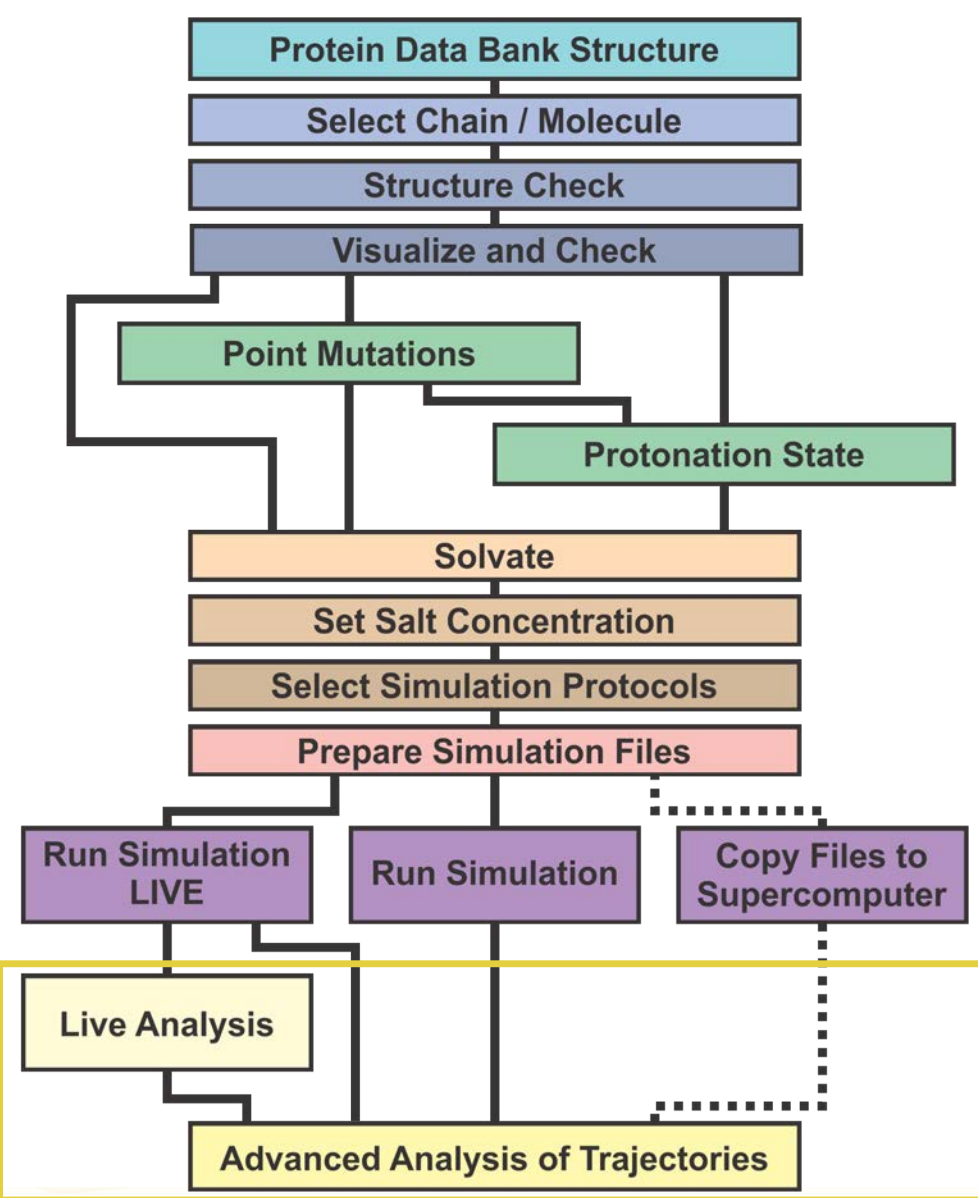 Protein Data Bank Structure
Select Chain / Molecule
Structure Check
Visualize and Check
Point Mutations
Protonation State
Solvate
Set Salt Concentration
Select Simulation Protocols
Prepare Simulation Files
Run Simulation
LIVE
Run Simulation
Copy Files to
Supercomputer
Live Analysis
Advanced Analysis of Trajectories